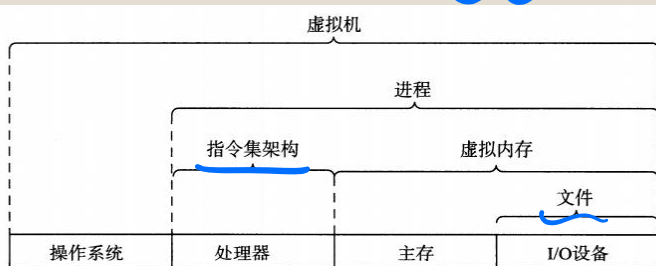 虚拟机
进程
指令集架构 虚拟内存
文件
操作系统 处理器 主存 I/O设备